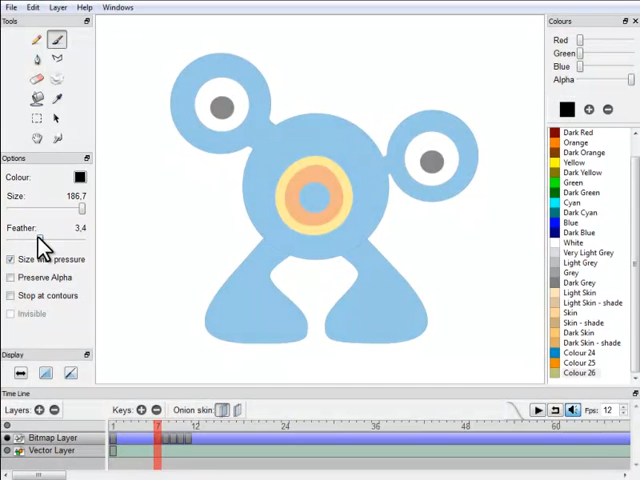 File Edit Layer Help Windows
Tools
Options
Colour:
Size: 186,7
Feather: 3,4
Size pressure
Preserve Alpha
Stop at contours
Invisible
Display
Colours
Red
Green
Blue
Alpha
Dark Red
Orange
Dark Orange
Yellow
Dark Yellow
Green
Dark Green
Cyan
Dark Cyan
Blue
Dark Blue
White
Very Light Grey
Light Grey
Grey
Dark Grey
Light Skin
Light Skin - shade
Skin
Skin - shade
Dark Skin
Dark Skin - shade
Colour 24
Colour 25
Colour 26
Time Line
Layers: Keys: Onion skin: Fps: 12
1 7 12 24 36 48 60
Bitmap Layer
Vector Layer